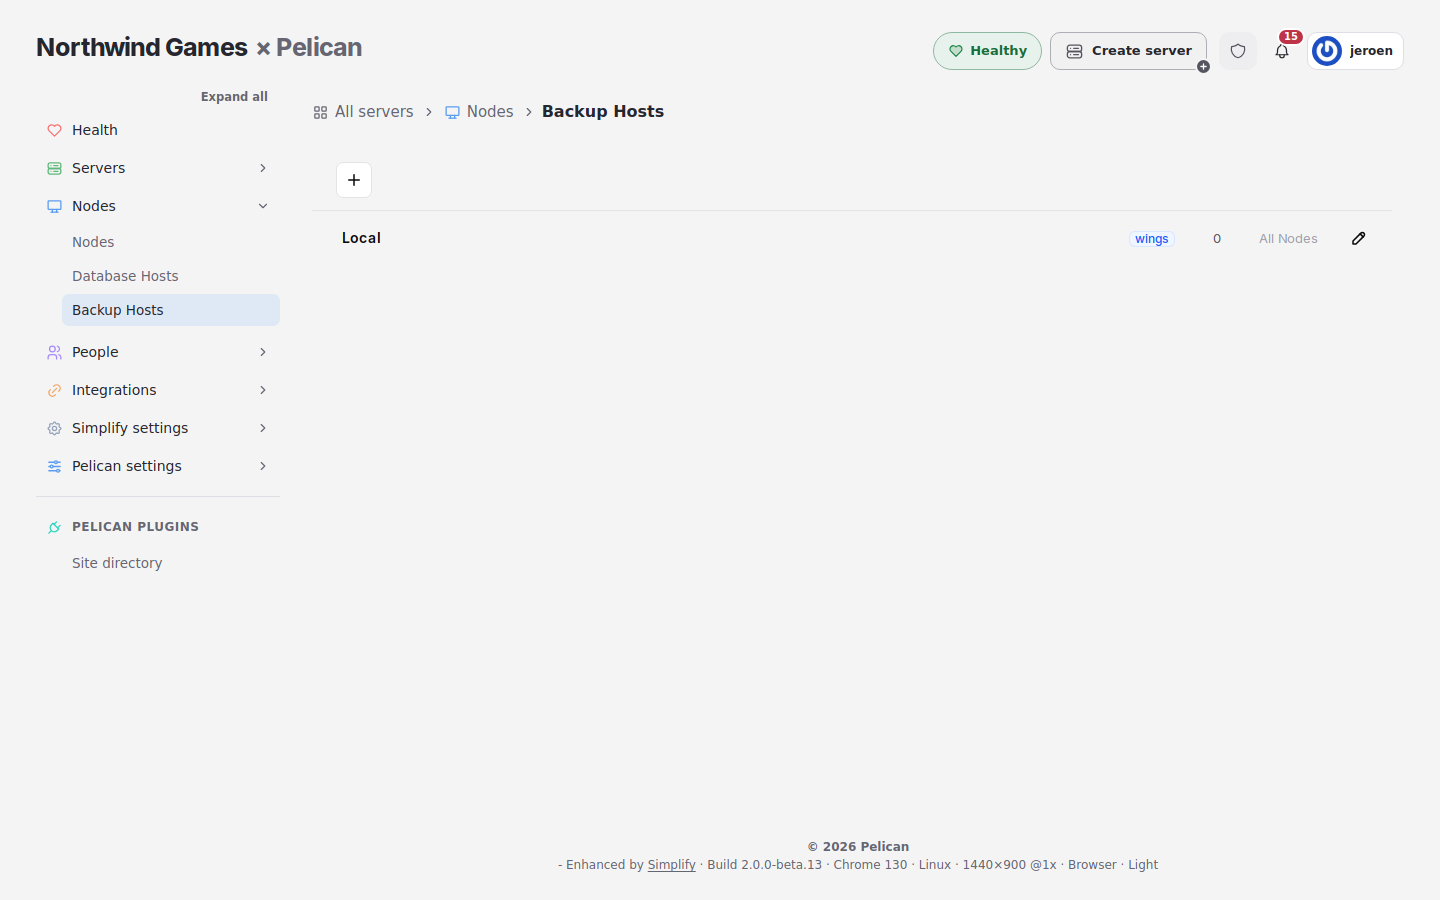 Northwind Games × Pelican
Healthy
Create server
15
jeroen
Expand all
Health
Servers
Nodes
Nodes
Database Hosts
Backup Hosts
People
Integrations
Simplify settings
Pelican settings
PELICAN PLUGINS
Site directory
All servers > Nodes > Backup Hosts
Local wings 0 All Nodes
© 2026 Pelican
- Enhanced by Simplify · Build 2.0.0-beta.13 · Chrome 130 · Linux · 1440×900 @1x · Browser · Light